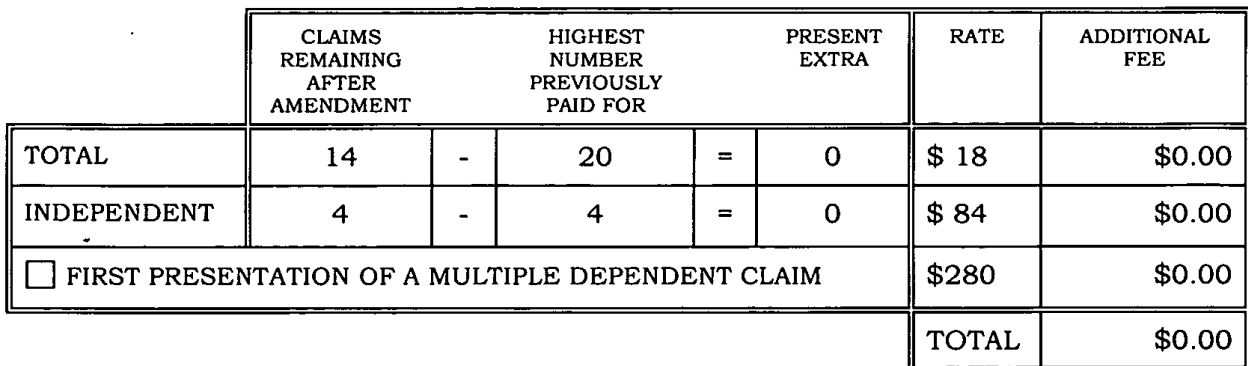 CLAIMS REMAINING AFTER AMENDMENT HIGHEST NUMBER PREVIOUSLY PAID FOR PRESENT EXTRA RATE ADDITIONAL FEE
TOTAL 14 - 20 = 0 $ 18 $0.00
INDEPENDENT 4 - 4 = 0 $ 84 $0.00
FIRST PRESENTATION OF A MULTIPLE DEPENDENT CLAIM $280 $0.00
TOTAL $0.00